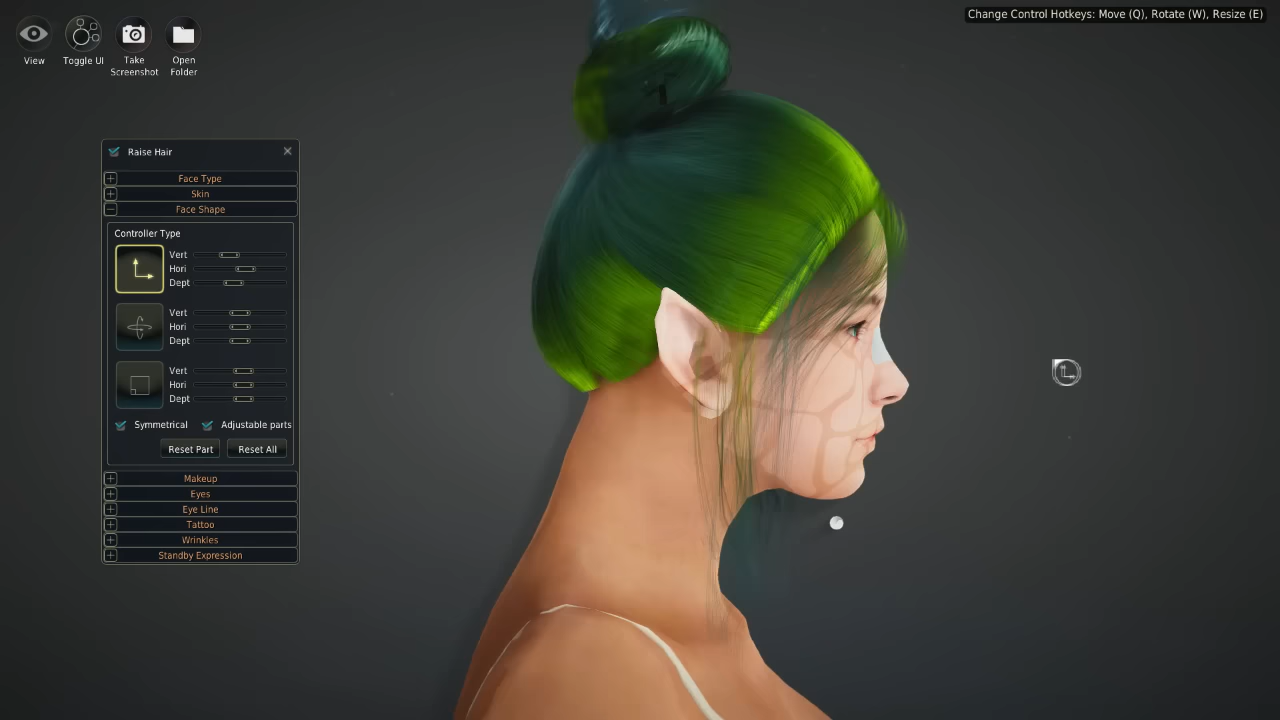 Change Control Hotkeys: Move (Q), Rotate (W), Resize (E)
View
Toggle UI
Take
Screenshot
Open
Folder
Raise Hair
Face Type
Skin
Face Shape
Controller Type
Vert
Hori
Dept
Vert
Hori
Dept
Vert
Hori
Dept
Symmetrical
Adjustable parts
Reset Part
Reset All
Makeup
Eyes
Eye Line
Tattoo
Wrinkles
Standby Expression